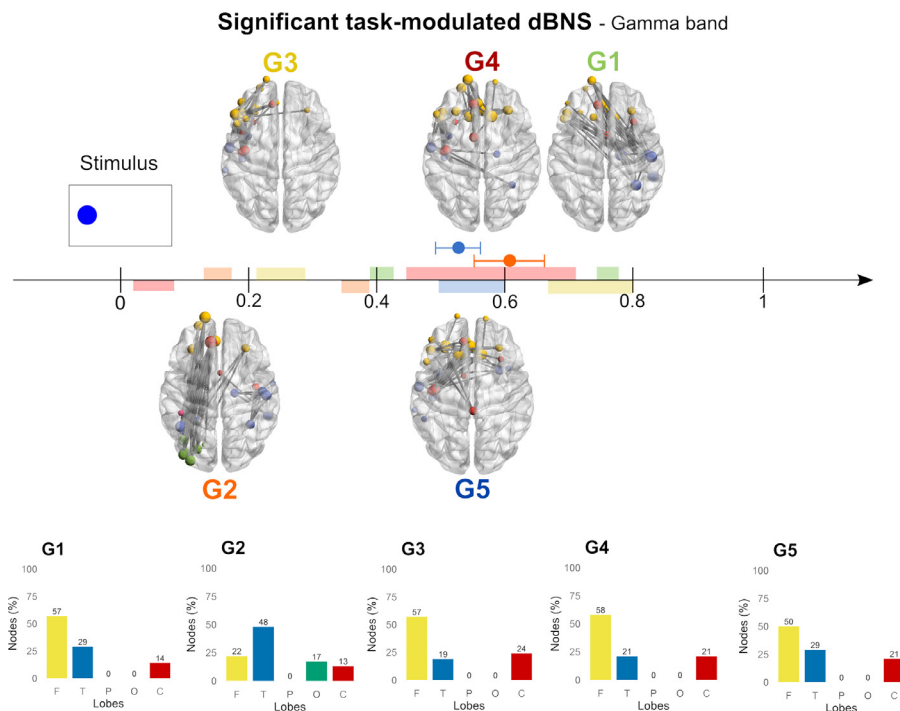 Significant task-modulated dBNS - Gamma band
G3 G4 G1
Stimulus
0 0.2 0.4 0.6 0.8 1
G2 G5
G1
100
75
50
25
0
Nodes (%)
57 29 0 0 14
F T P O C
Lobes
G2
100
75
50
25
0
Nodes (%)
22 48 0 17 13
F T P O C
Lobes
G3
100
75
50
25
0
Nodes (%)
57 19 0 0 24
F T P O C
Lobes
G4
100
75
50
25
0
Nodes (%)
58 21 0 0 21
F T P O C
Lobes
G5
100
75
50
25
0
Nodes (%)
50 29 0 0 21
F T P O C
Lobes